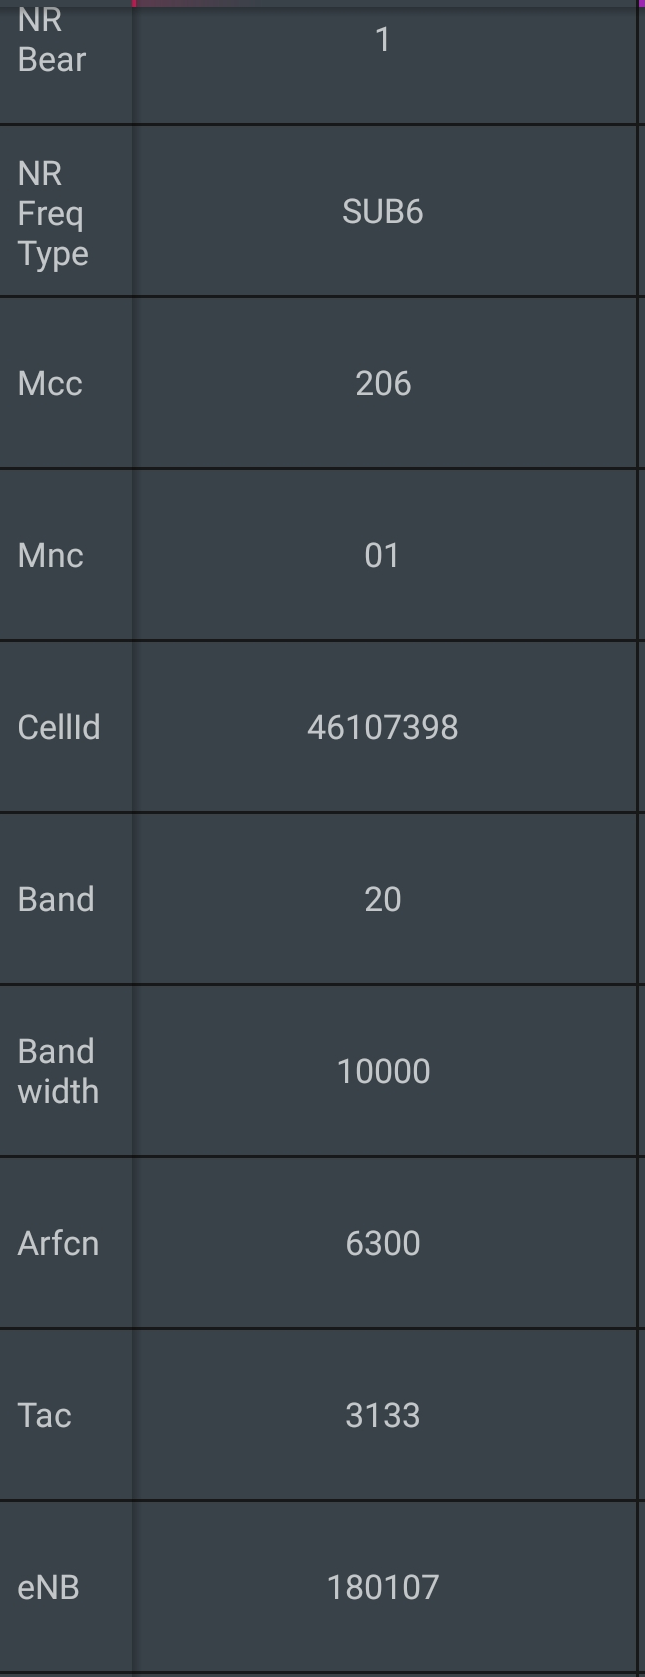 NR
Bear
1
NR
Freq
Type
SUB6
Mcc
206
Mnc
01
CellId
46107398
Band
20
Band
width
10000
Arfcn
6300
Tac
3133
eNB
180107